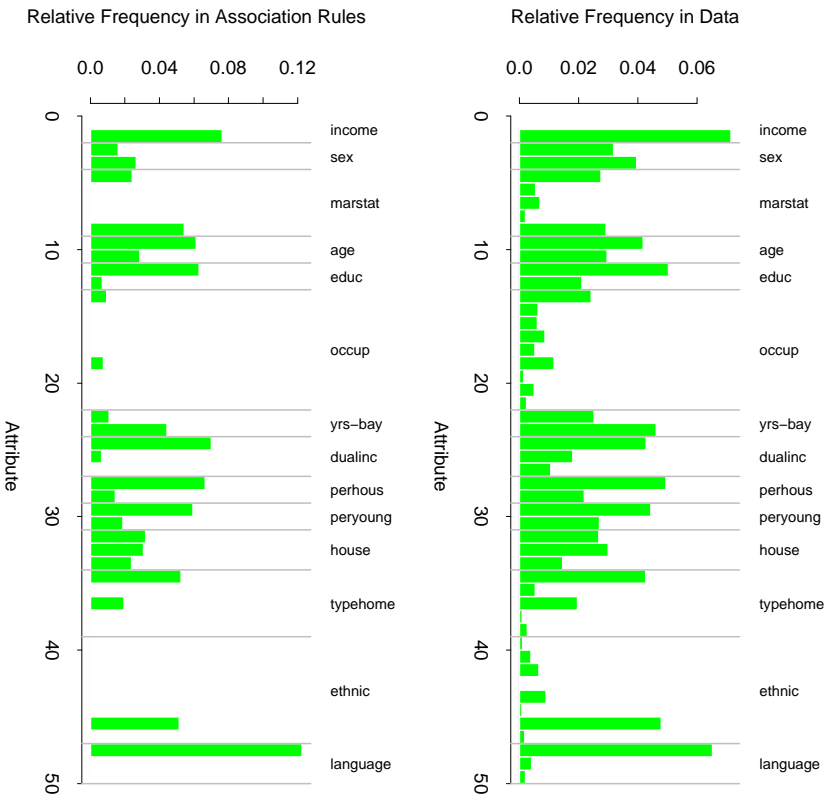 Relative Frequency in Association Rules
0.0 0.04 0.08 0.12
0 10 20 30 40 50
Attribute
income
sex
marstat
age
educ
occup
yrs−bay
dualinc
perhous
peryoung
house
typehome
ethnic
language
Relative Frequency in Data
0.0 0.02 0.04 0.06
0 10 20 30 40 50
Attribute
income
sex
marstat
age
educ
occup
yrs−bay
dualinc
perhous
peryoung
house
typehome
ethnic
language